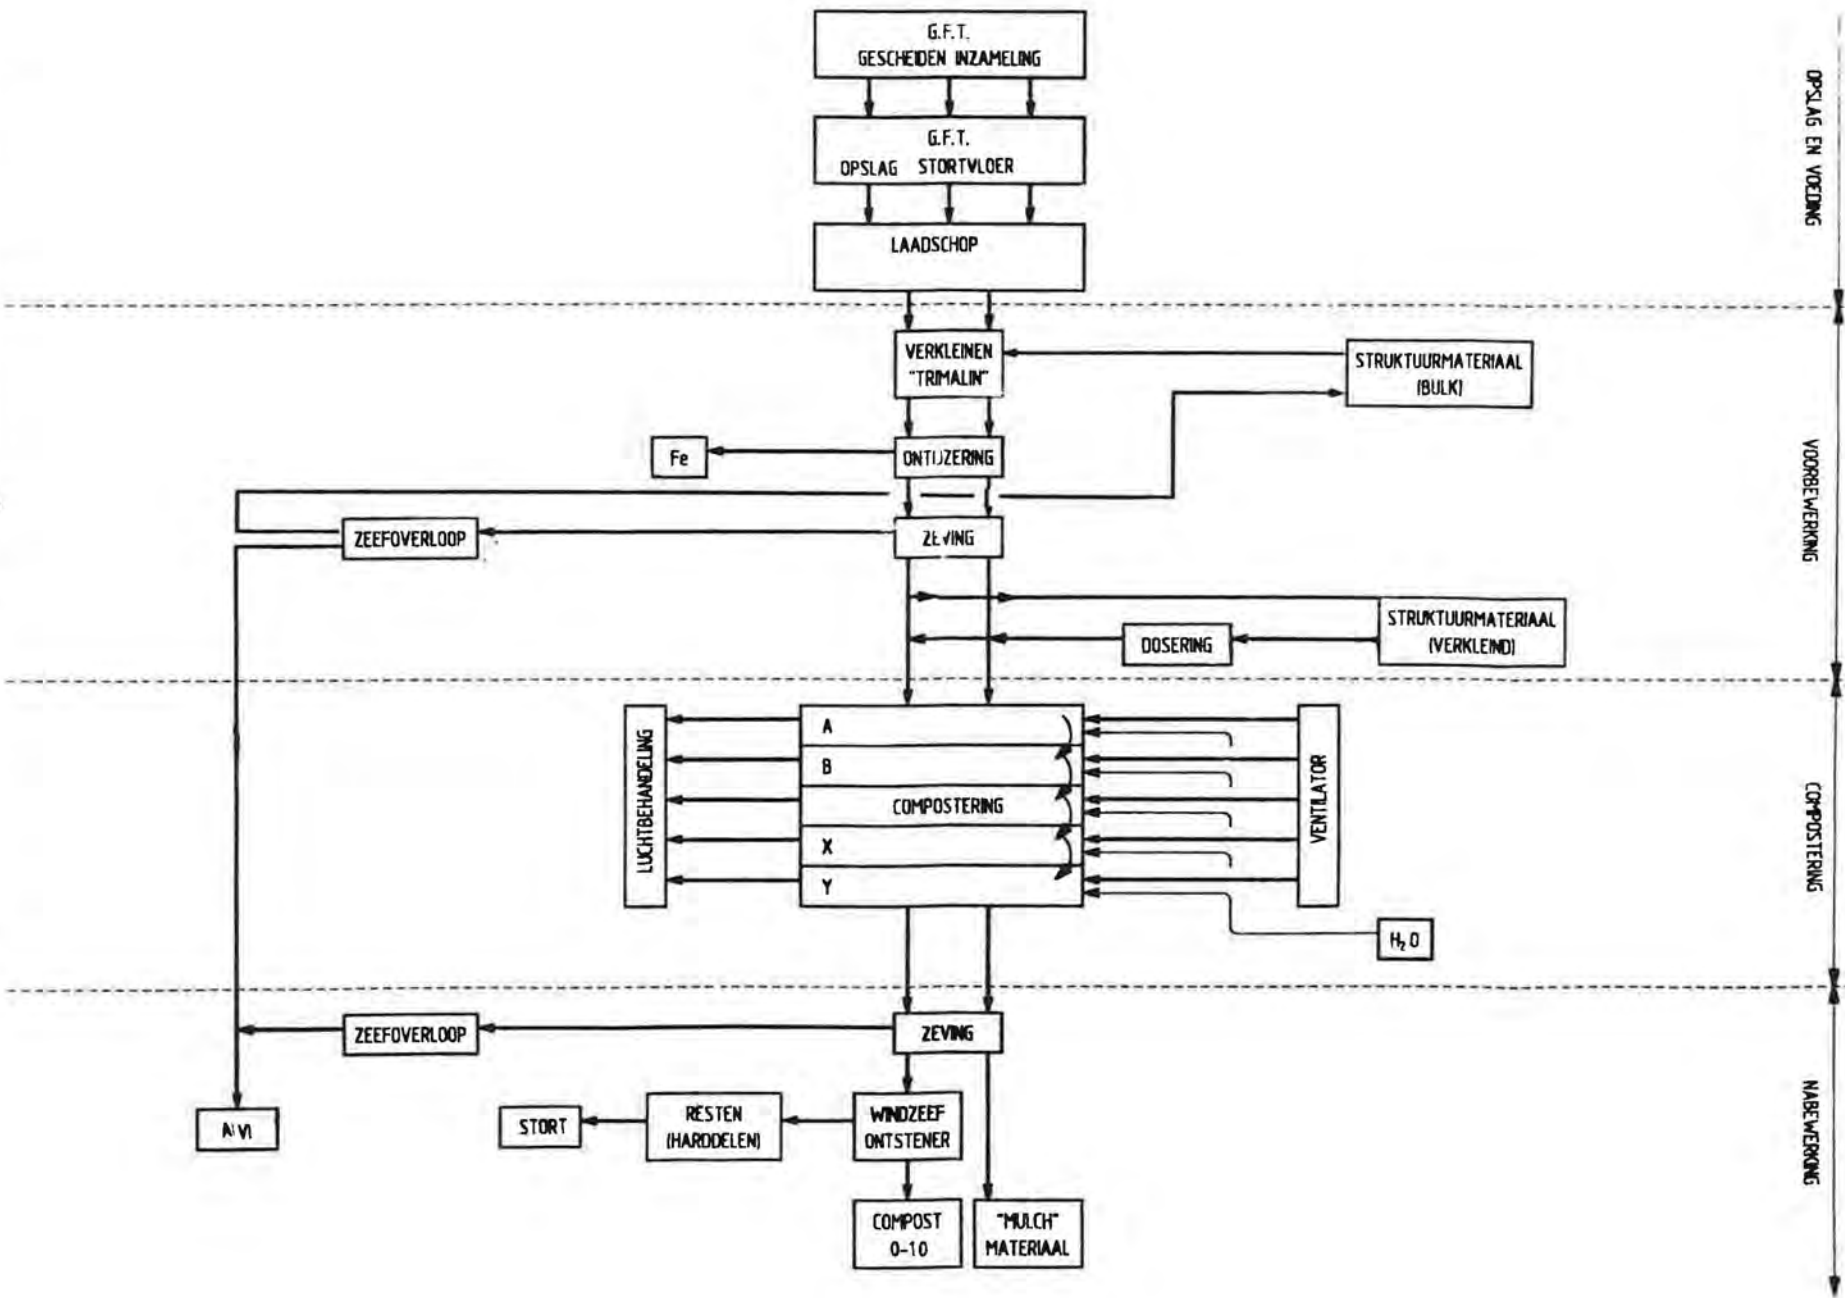 G.F.T.
GESCHEIDEN INZAMELING
G.F.T.
OPSLAG STORTVLOER
LAADSCHOP
OPSLAG EN VOEDING
VERKLEINEN
"TRIMALIN"
STRUKTUURMATERIAAL
(BULK)
Fe
ONTIJZERING
ZEEFOVERLOOP
ZEVING
VOORBEWERKING
STRUKTUURMATERIAAL
(VERKLEIND)
DOSERING
LUCHTBEHANDELING
A
B
COMPOSTERING
X
Y
VENTILATOR
H₂O
COMPOSTERING
ZEEFOVERLOOP
ZEVING
STORT
RESTEN
(HARDDELEN)
WINDZEEF
ONTSTENER
COMPOST
0-10
"MULCH"
MATERIAAL
NABEWERKING